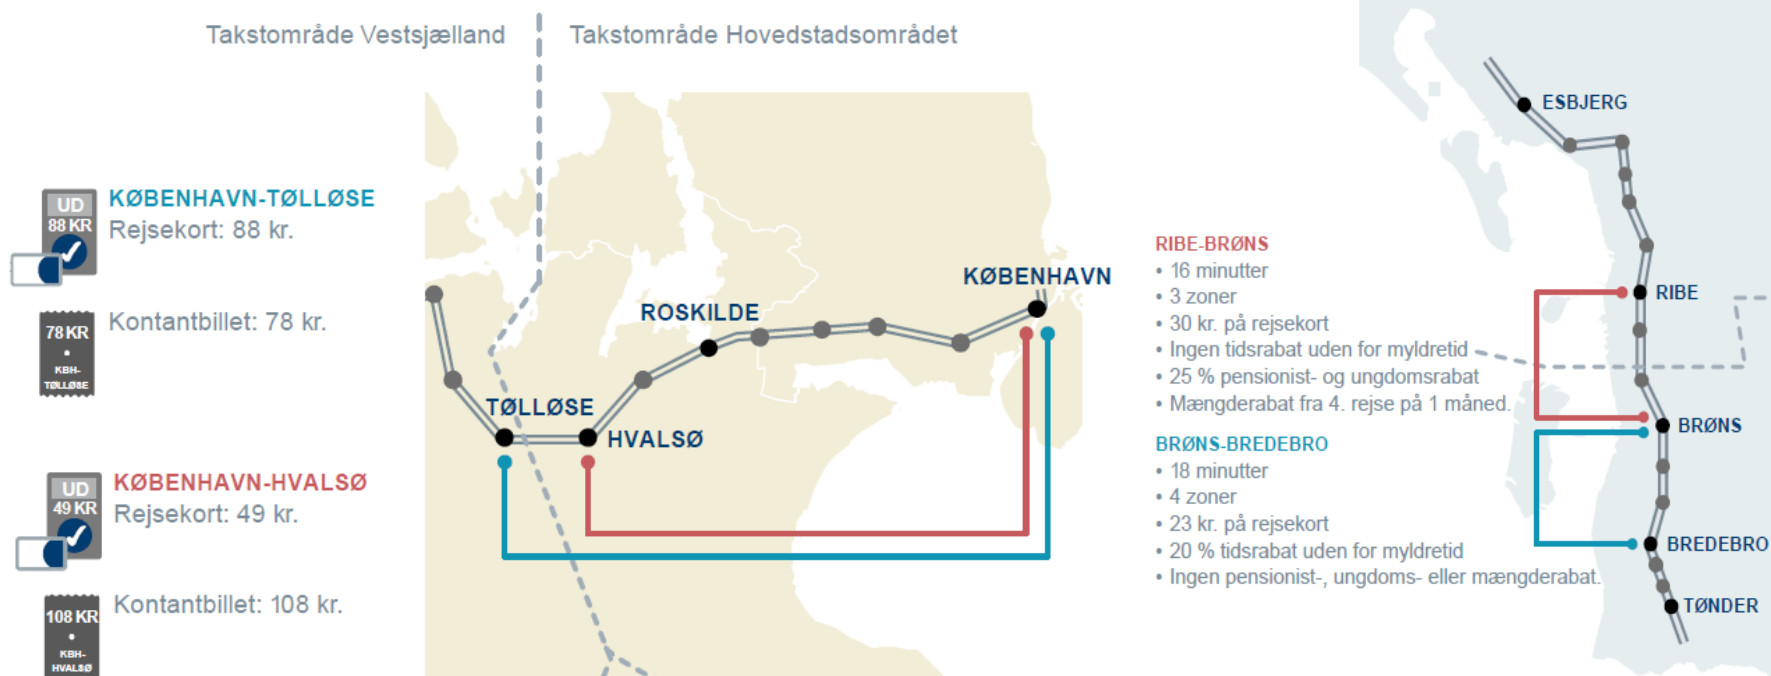 Takstområde Vestsjælland
Takstområde Hovedstadsområdet
UD
88 KR
KØBENHAVN-TØLLØSE
Rejsekort: 88 kr.
78 KR
•
KBH-
TØLLØSE
Kontantbillet: 78 kr.
UD
49 KR
KØBENHAVN-HVALSØ
Rejsekort: 49 kr.
108 KR
•
KBH-
HVALSØ
Kontantbillet: 108 kr.
KØBENHAVN
ROSKILDE
TØLLØSE
HVALSØ
RIBE-BRØNS
• 16 minutter
• 3 zoner
• 30 kr. på rejsekort
• Ingen tidsrabat uden for myldretid
• 25 % pensionist- og ungdomsrabat
• Mængderabat fra 4. rejse på 1 måned.
BRØNS-BREDEBRO
• 18 minutter
• 4 zoner
• 23 kr. på rejsekort
• 20 % tidsrabat uden for myldretid
• Ingen pensionist-, ungdoms- eller mængderabat.
ESBJERG
RIBE
BRØNS
BREDEBRO
TØNDER